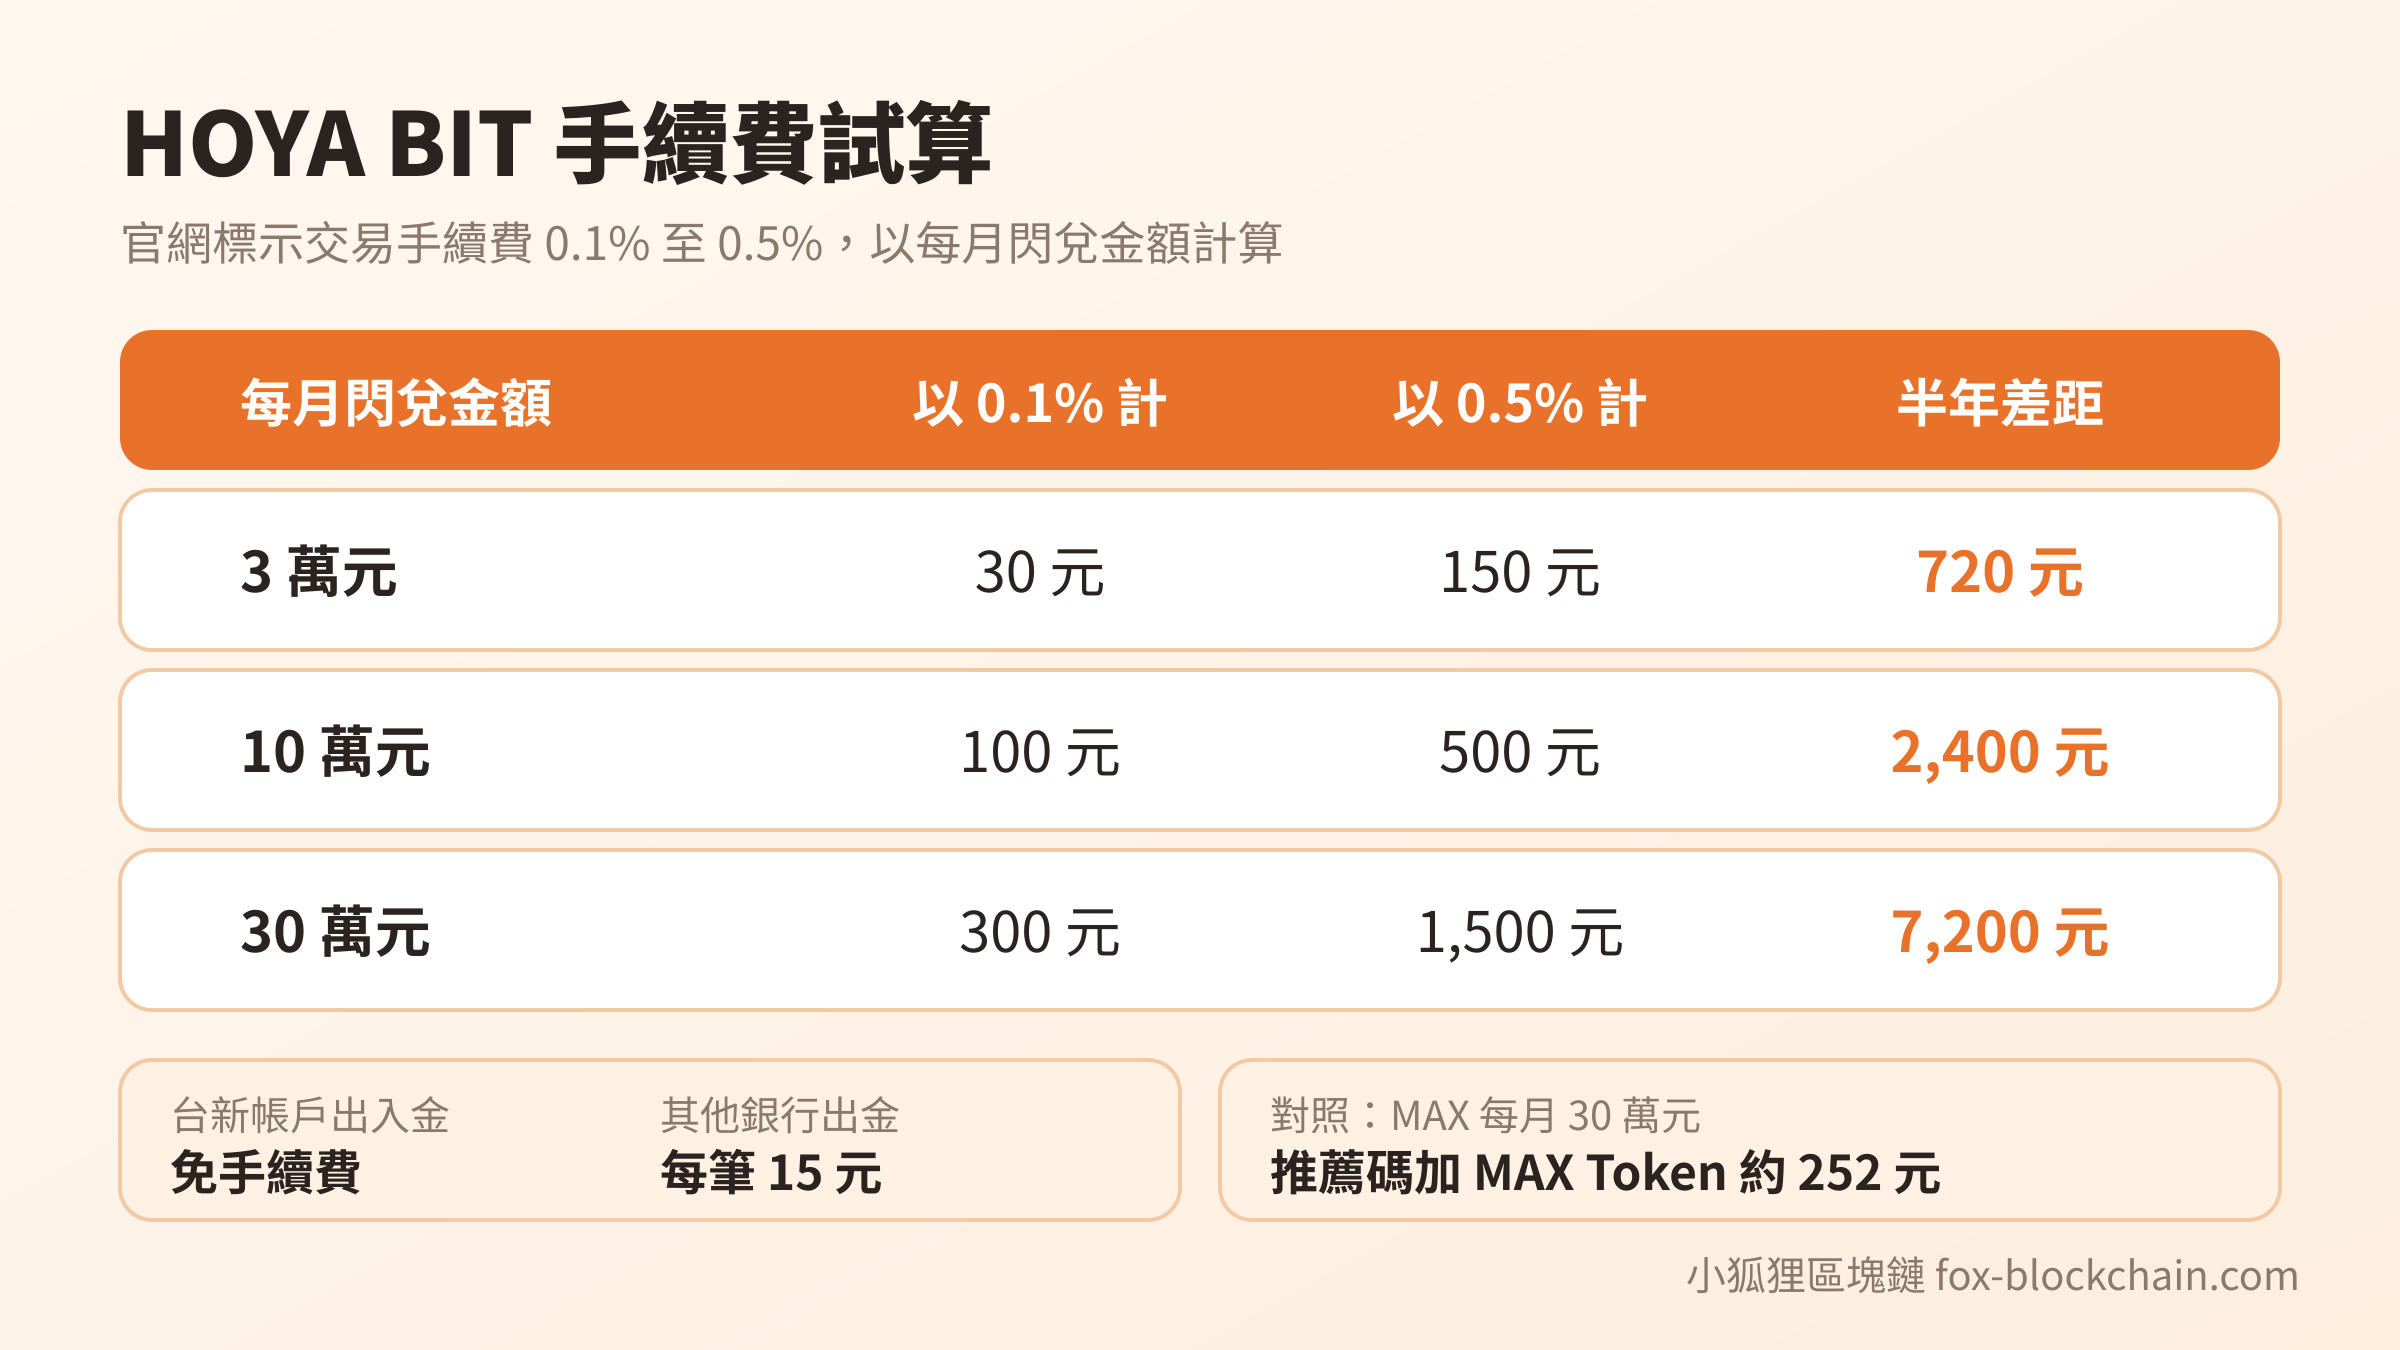 HOYA BIT 手續費試算
官網標示交易手續費 0.1% 至 0.5%，以每月閃兌金額計算
每月閃兌金額 以 0.1% 計 以 0.5% 計 半年差距
3 萬元 30 元 150 元 720 元
10 萬元 100 元 500 元 2,400 元
30 萬元 300 元 1,500 元 7,200 元
台新帳戶出入金 其他銀行出金
免手續費 每筆 15 元
對照：MAX 每月 30 萬元
推薦碼加 MAX Token 約 252 元
小狐狸區塊鏈 fox-blockchain.com